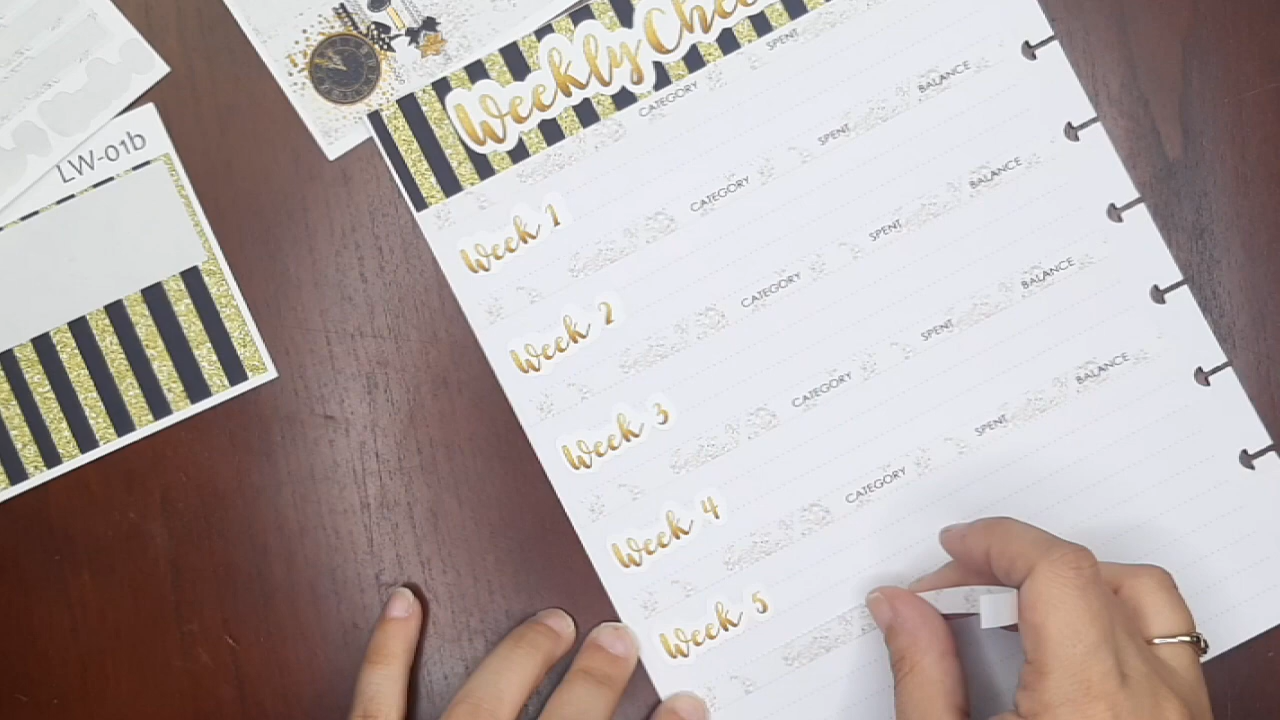 LW-01b
Weekly
CATEGORY SPENT
Week 1
CATEGORY SPENT BALANCE
Week 2
CATEGORY SPENT BALANCE
Week 3
CATEGORY SPENT BALANCE
Week 4
CATEGORY SPENT BALANCE
Week 5